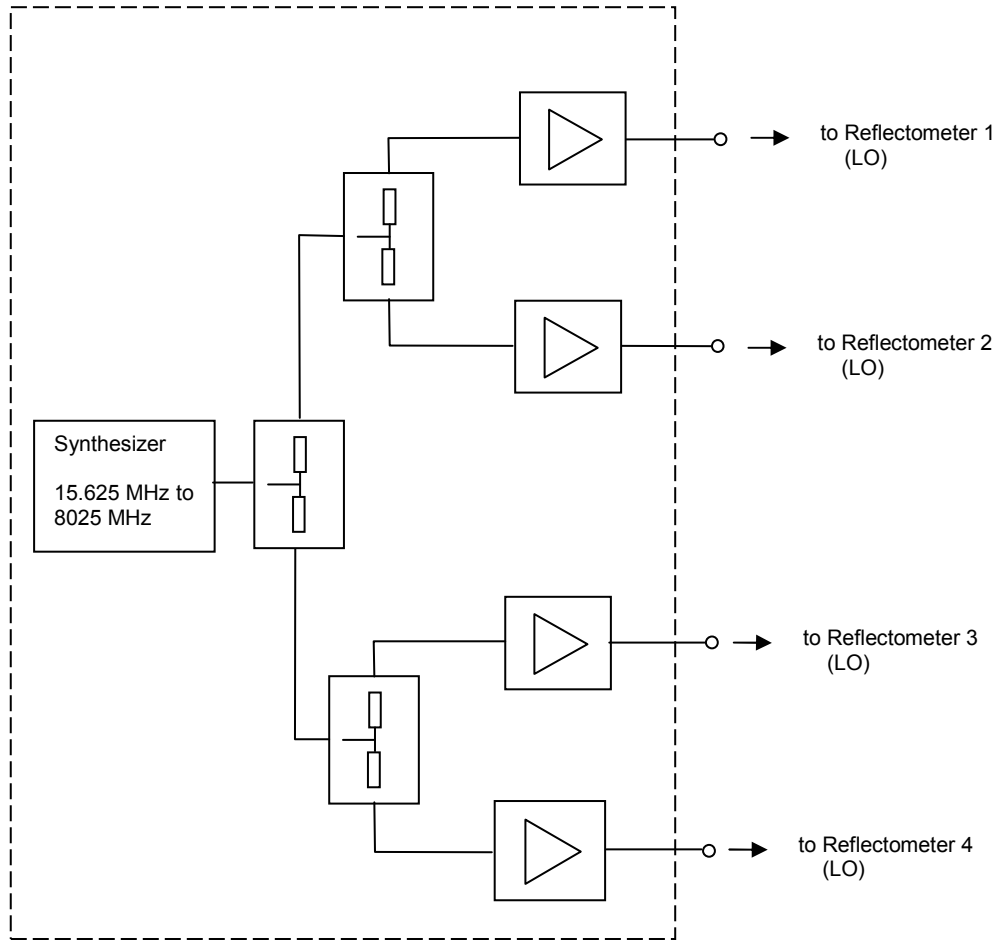 to Reflectometer 1
(LO)
to Reflectometer 2
(LO)
Synthesizer
15.625 MHz to
8025 MHz
to Reflectometer 3
(LO)
to Reflectometer 4
(LO)